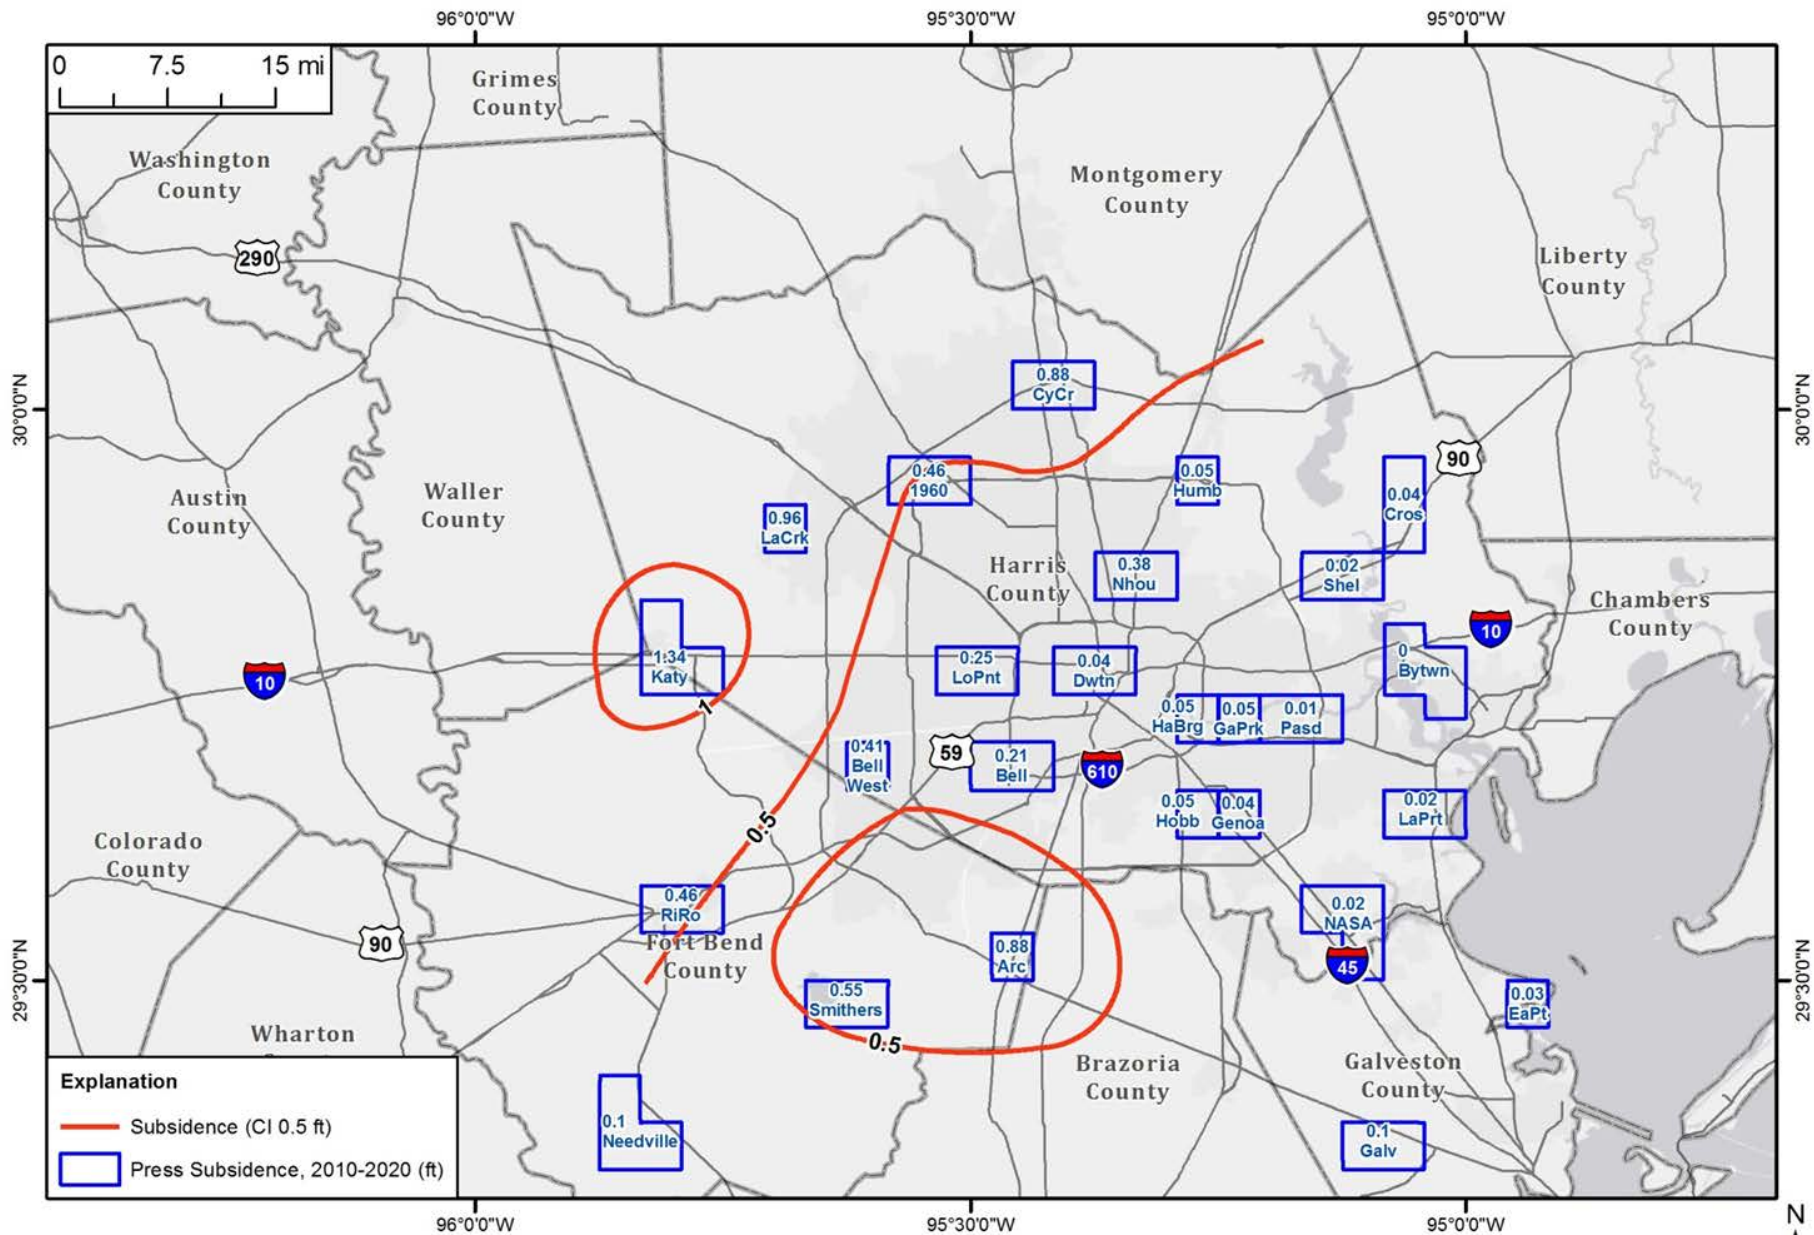 96°0'0"W
95°30'0"W
95°0'0"W
0
7.5
15 mi
Grimes
County
Washington
County
Montgomery
County
290
Liberty
County
30°0'0"N
30°0'0"N
0.88
CyCr
90
0.46
1960
0.05
Humb
0.04
Cros
Austin
County
Waller
County
0.96
LaCrk
Harris
County
0.38
Nhou
0.02
Shel
Chambers
County
10
10
1.34
Katy
1
0.25
LoPnt
0.04
Dwtn
0
Bytwn
0.05
HaBrg
0.05
GaPrk
0.01
Pasd
0.41
Bell
West
59
0.21
Bell
610
0.05
Hobb
0.04
Genoa
0.02
LaPrt
0.5
Colorado
County
0.46
RiRo
90
Fort Bend
County
0.88
Arc
0.02
NASA
45
29°30'0"N
29°30'0"N
0.55
Smithers
0.03
EaPt
0.5
Wharton
Brazoria
County
Galveston
County
Explanation
Subsidence (CI 0.5 ft)
Press Subsidence, 2010-2020 (ft)
0.1
Needville
0.1
Galv
96°0'0"W
95°30'0"W
95°0'0"W
N